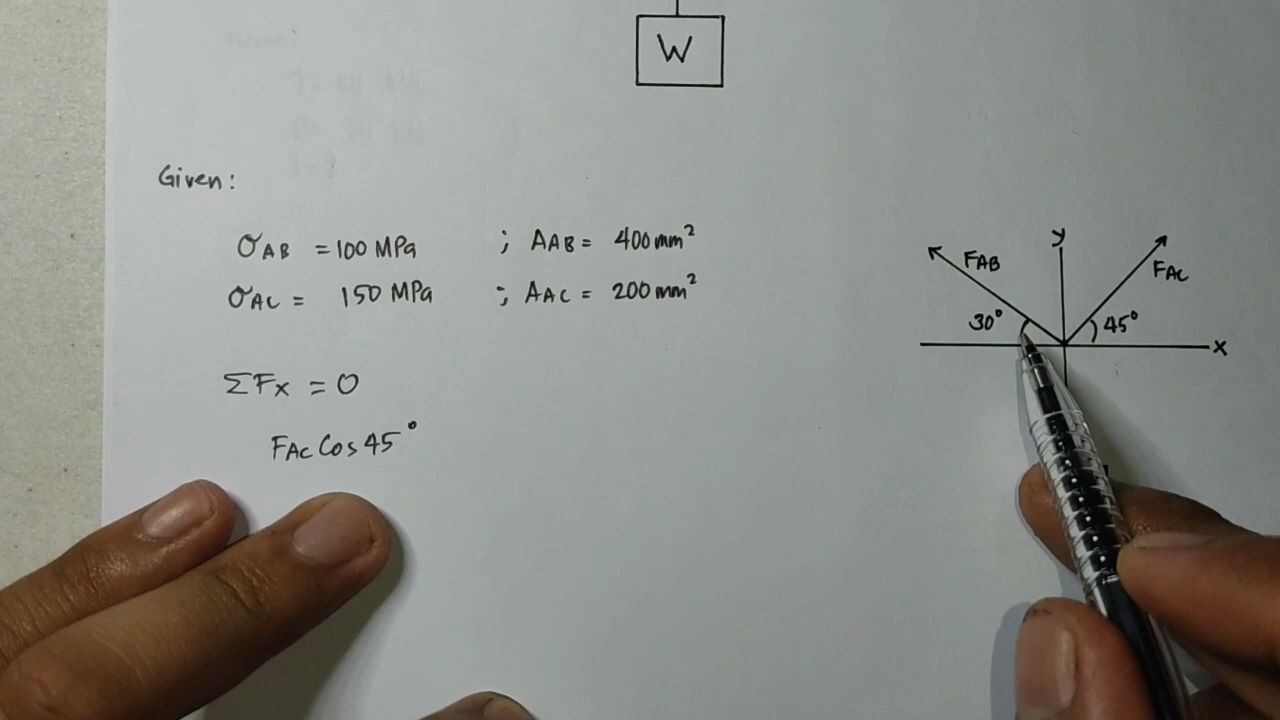 W
Given:
σAB = 100 MPa ; AAB = 400 mm²
σAC = 150 MPa ; AAC = 200 mm²
ΣFx = 0
FAC Cos 45°
y
FAB
FAC
30°
45°
x